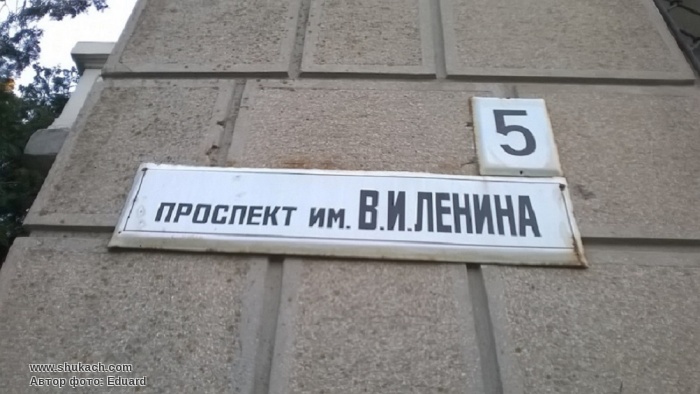 5
ПРОСПЕКТ ИМ. В.И.ЛЕНИНА
www.shukach.com
Автор фото: Eduard